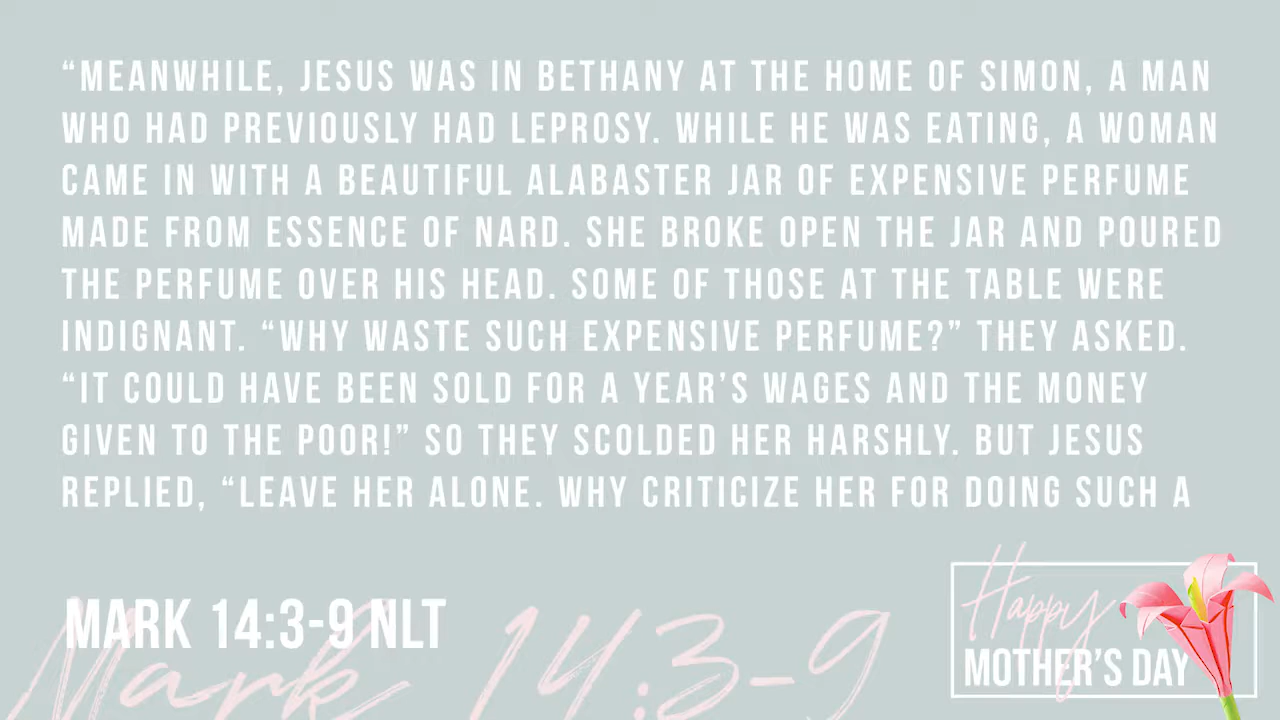 “MEANWHILE, JESUS WAS IN BETHANY AT THE HOME OF SIMON, A MAN
WHO HAD PREVIOUSLY HAD LEPROSY. WHILE HE WAS EATING, A WOMAN
CAME IN WITH A BEAUTIFUL ALABASTER JAR OF EXPENSIVE PERFUME
MADE FROM ESSENCE OF NARD. SHE BROKE OPEN THE JAR AND POURED
THE PERFUME OVER HIS HEAD. SOME OF THOSE AT THE TABLE WERE
INDIGNANT. “WHY WASTE SUCH EXPENSIVE PERFUME?” THEY ASKED.
“IT COULD HAVE BEEN SOLD FOR A YEAR’S WAGES AND THE MONEY
GIVEN TO THE POOR!” SO THEY SCOLDED HER HARSHLY. BUT JESUS
REPLIED, “LEAVE HER ALONE. WHY CRITICIZE HER FOR DOING SUCH A
MARK 14:3-9 NLT
Mark 14:3-9
Happy
MOTHER’S DAY